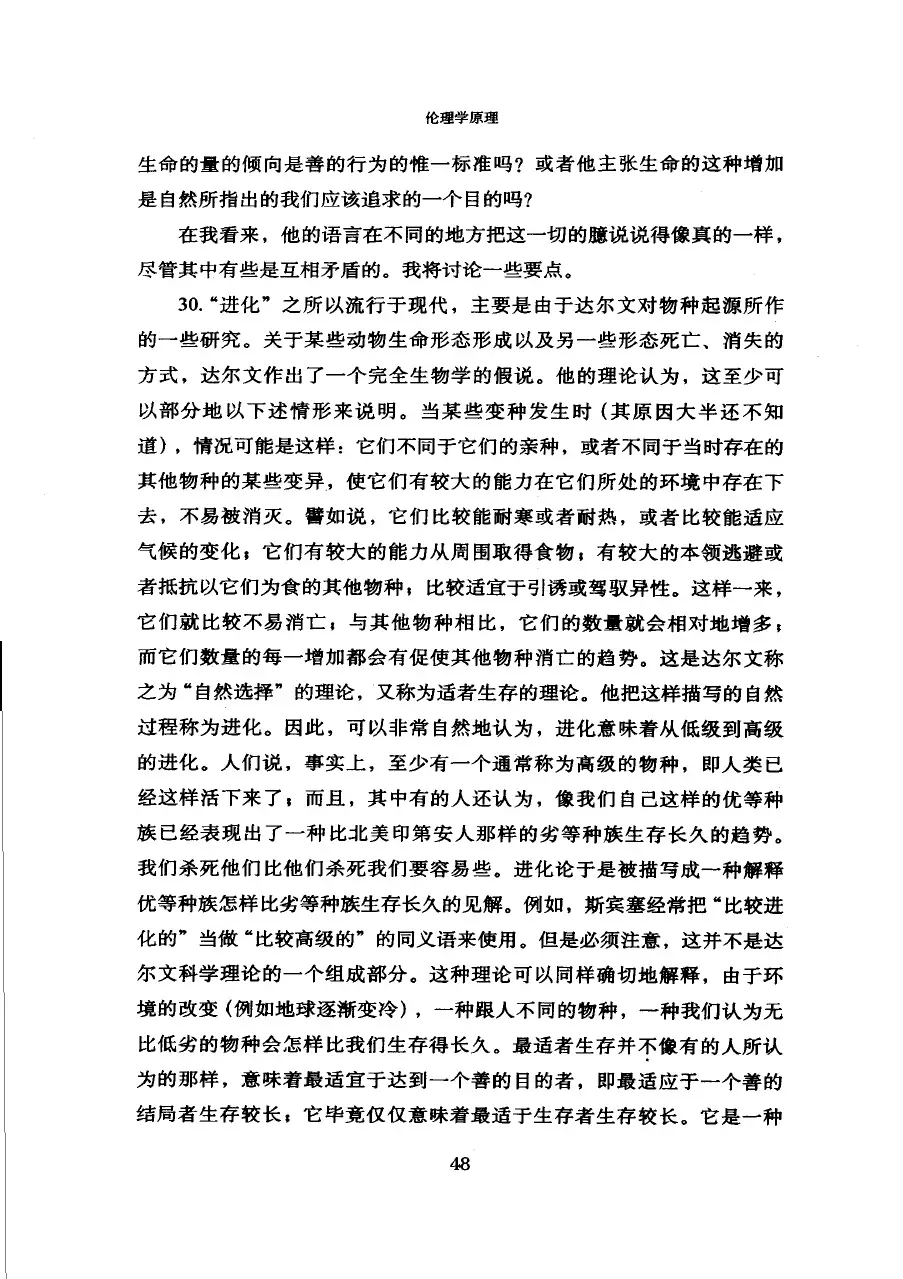 伦理学原理
生命的量的倾向是善的行为的惟一标准吗？或者他主张生命的这种增加
是自然所指出的我们应该追求的一个目的吗？
在我看来，他的语言在不同的地方把这一切的臆说说得像真的一样，
尽管其中有些是互相矛盾的。我将讨论一些要点。
30.“进化”之所以流行于现代，主要是由于达尔文对物种起源所作
的一些研究。关于某些动物生命形态形成以及另一些形态死亡、消失的
方式，达尔文作出了一个完全生物学的假说。他的理论认为，这至少可
以部分地以下述情形来说明。当某些变种发生时（其原因大半还不知
道），情况可能是这样：它们不同于它们的亲种，或者不同于当时存在的
其他物种的某些变异，使它们有较大的能力在它们所处的环境中存在下
去，不易被消灭。譬如说，它们比较能耐寒或者耐热，或者比较能适应
气候的变化；它们有较大的能力从周围取得食物；有较大的本领逃避或
者抵抗以它们为食的其他物种；比较适宜于引诱或驾驭异性。这样一来，
它们就比较不易消亡；与其他物种相比，它们的数量就会相对地增多；
而它们数量的每一增加都会有促使其他物种消亡的趋势。这是达尔文称
之为“自然选择”的理论，又称为适者生存的理论。他把这样描写的自然
过程称为进化。因此，可以非常自然地认为，进化意味着从低级到高级
的进化。人们说，事实上，至少有一个通常称为高级的物种，即人类已
经这样活下来了；而且，其中有的人还认为，像我们自己这样的优等种
族已经表现出了一种比北美印第安人那样的劣等种族生存长久的趋势。
我们杀死他们比他们杀死我们要容易些。进化论于是被描写成一种解释
优等种族怎样比劣等种族生存长久的见解。例如，斯宾塞经常把“比较进
化的”当做“比较高级的”的同义语来使用。但是必须注意，这并不是达
尔文科学理论的一个组成部分。这种理论可以同样确切地解释，由于环
境的改变（例如地球逐渐变冷），一种跟人不同的物种，一种我们认为无
比低劣的物种会怎样比我们生存得长久。最适者生存并不像有的人所认
为的那样，意味着最适宜于达到一个善的目的者，即最适应于一个善的
结局者生存较长；它毕竟仅仅意味着最适于生存者生存较长。它是一种
48